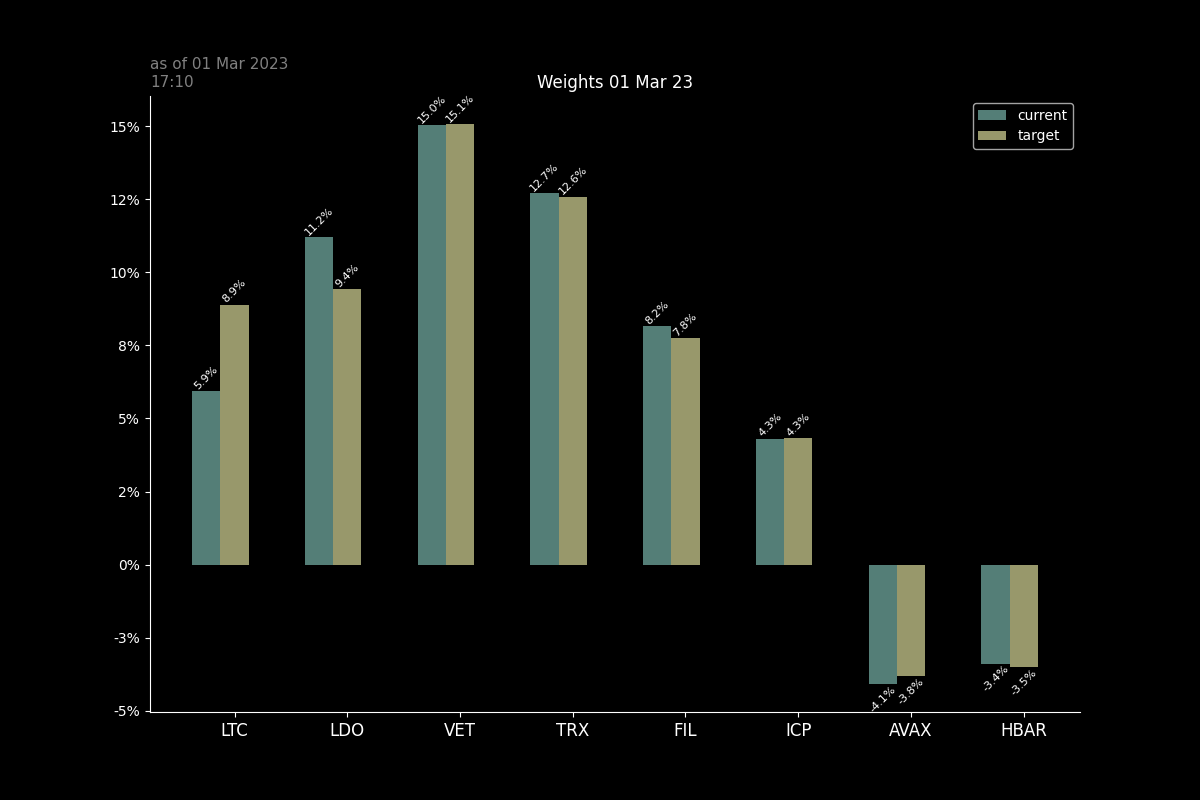 as of 01 Mar 2023
17:10
Weights 01 Mar 23
current
target
15%
12%
10%
8%
5%
2%
0%
-3%
-5%
5.9%
8.9%
11.2%
9.4%
15.0%
15.1%
12.7%
12.6%
8.2%
7.8%
4.3%
4.3%
-4.1%
-3.8%
-3.4%
-3.5%
LTC
LDO
VET
TRX
FIL
ICP
AVAX
HBAR